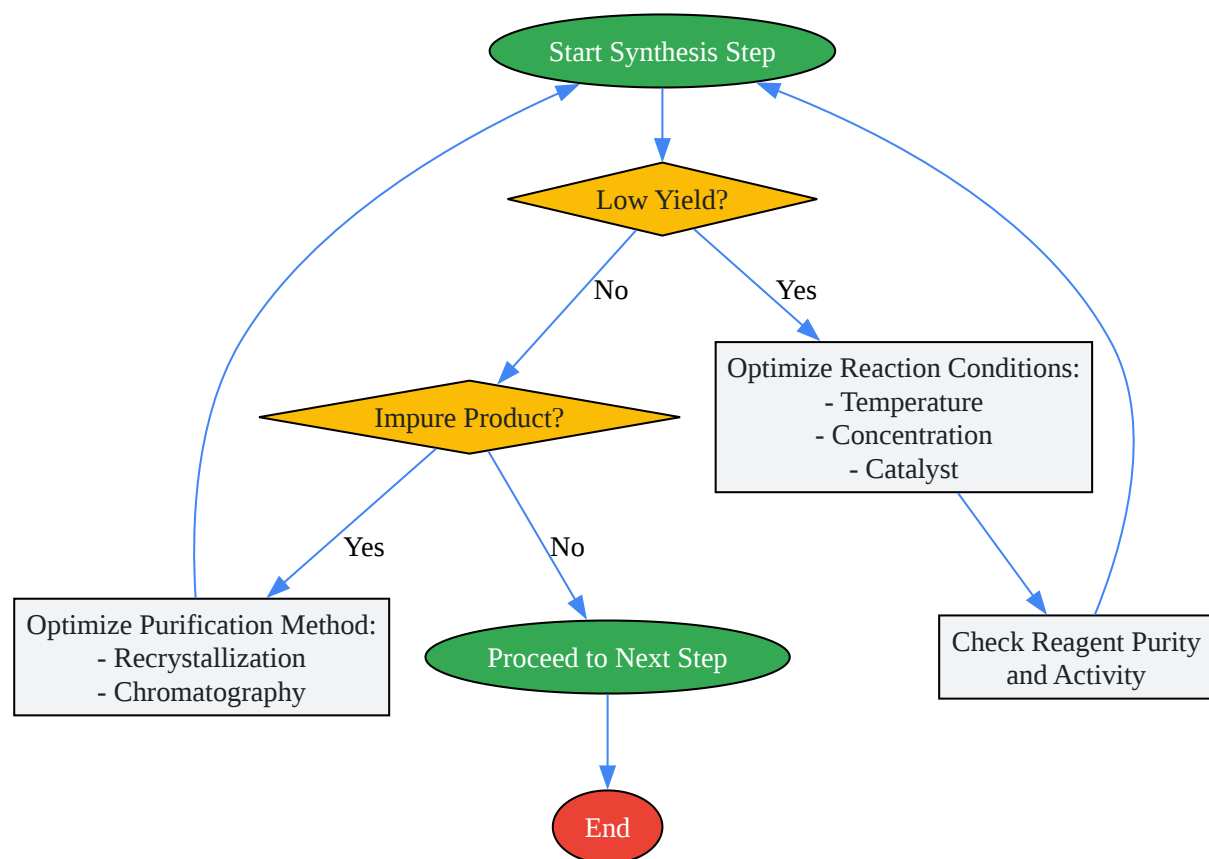 Start Synthesis Step
Low Yield?
No
Yes
Optimize Reaction Conditions:
- Temperature
- Concentration
- Catalyst
Impure Product?
Yes
No
Optimize Purification Method:
- Recrystallization
- Chromatography
Proceed to Next Step
Check Reagent Purity
and Activity
End